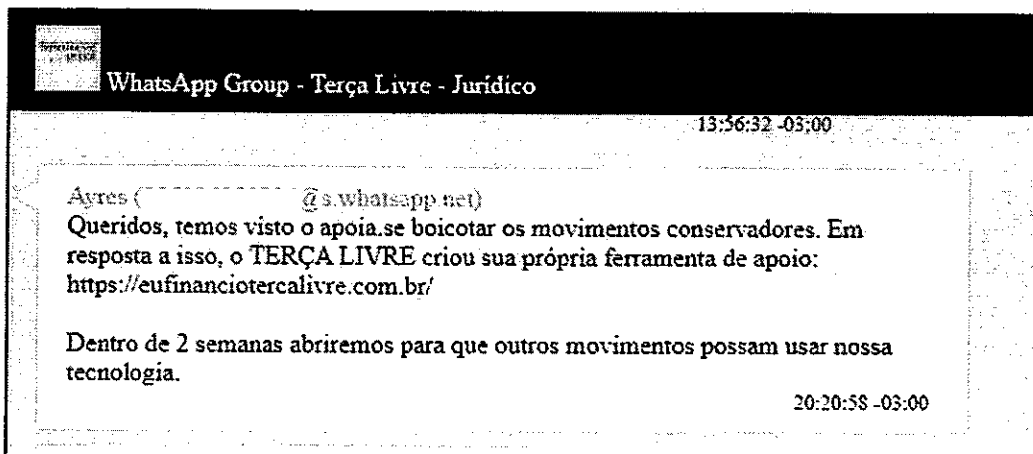 WhatsApp Group - Terça Livre - Jurídico
13:56:32 -03:00
Ayres ( @s.whatsapp.net)
Queridos, temos visto o apoia.se boicotar os movimentos conservadores. Em
resposta a isso, o TERÇA LIVRE criou sua própria ferramenta de apoio:
https://eufinanciotercalivre.com.br/
Dentro de 2 semanas abriremos para que outros movimentos possam usar nossa
tecnologia.
20:20:58 -03:00